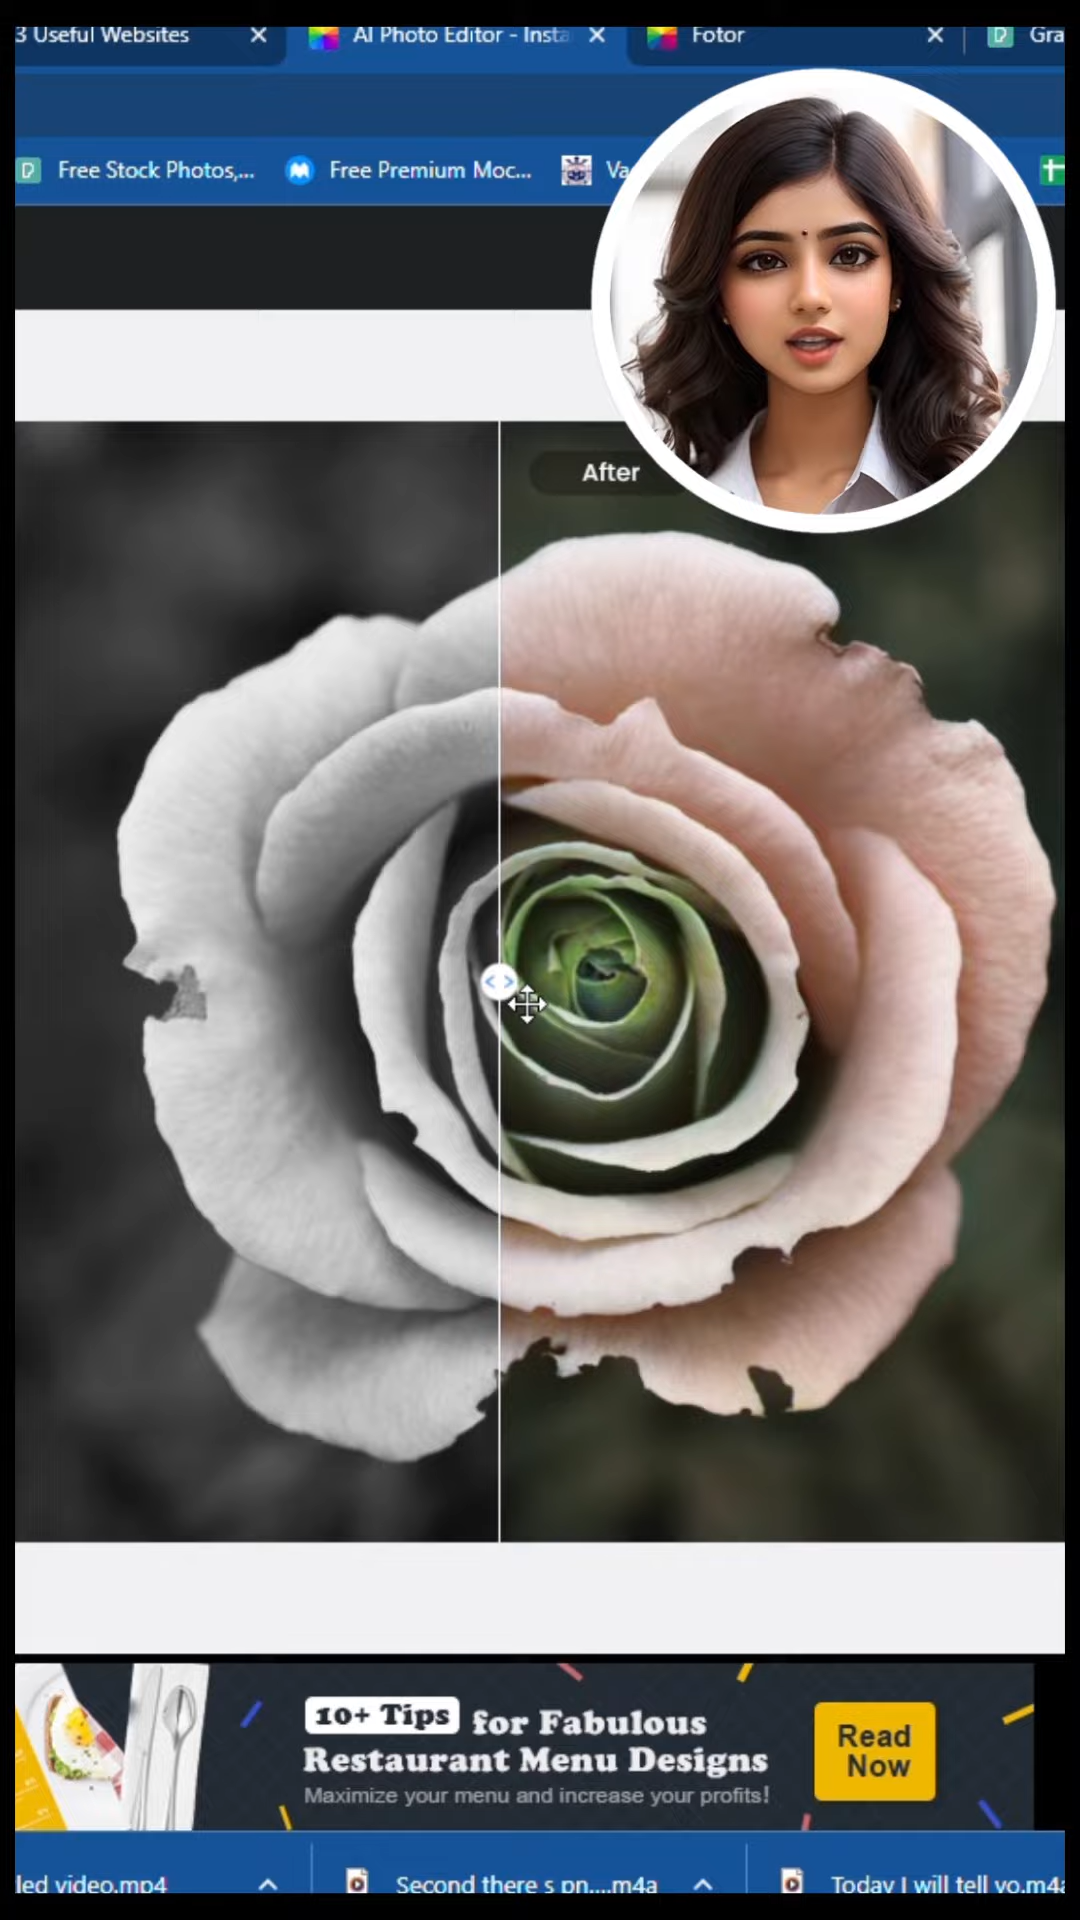 3 Useful Websites
AI Photo Editor - Insta
Fotor
Gra
Free Stock Photos,...
Free Premium Moc...
Va
After
10+ Tips for Fabulous
Restaurant Menu Designs
Maximize your menu and increase your profits!
Read
Now
led video.mp4
Second there s pn....m4a
Today I will tell yo.m4a